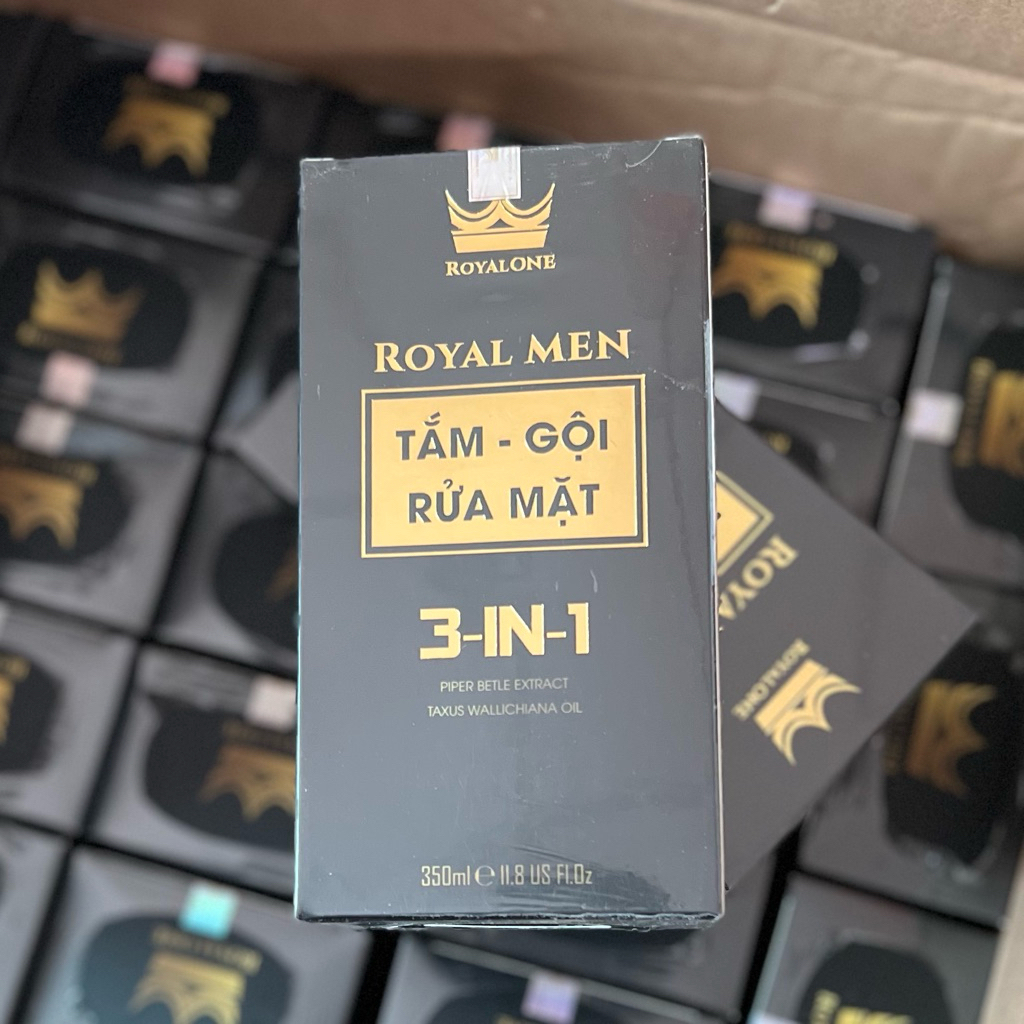 ROYALONE
ROYAL MEN
TẮM - GỘI
RỬA MẶT
3-IN-1
PIPER BETLE EXTRACT
TAXUS WALLICHIANA OIL
350ml ℮ 11.8 US Fl.Oz
ROYA
ROYALONE